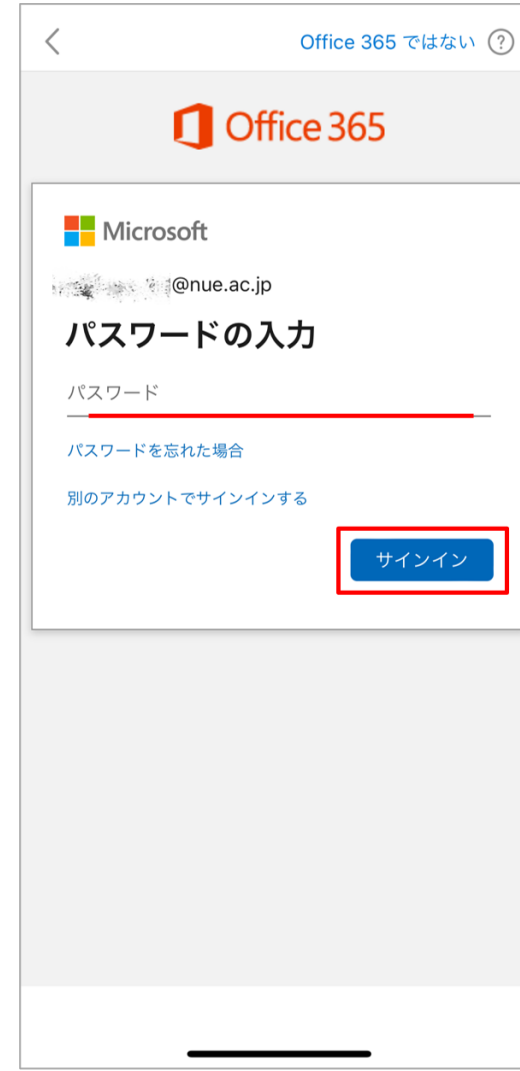 Office 365 ではない ?
Office 365
Microsoft
@nue.ac.jp
パスワードの入力
パスワード
パスワードを忘れた場合
別のアカウントでサインインする
サインイン